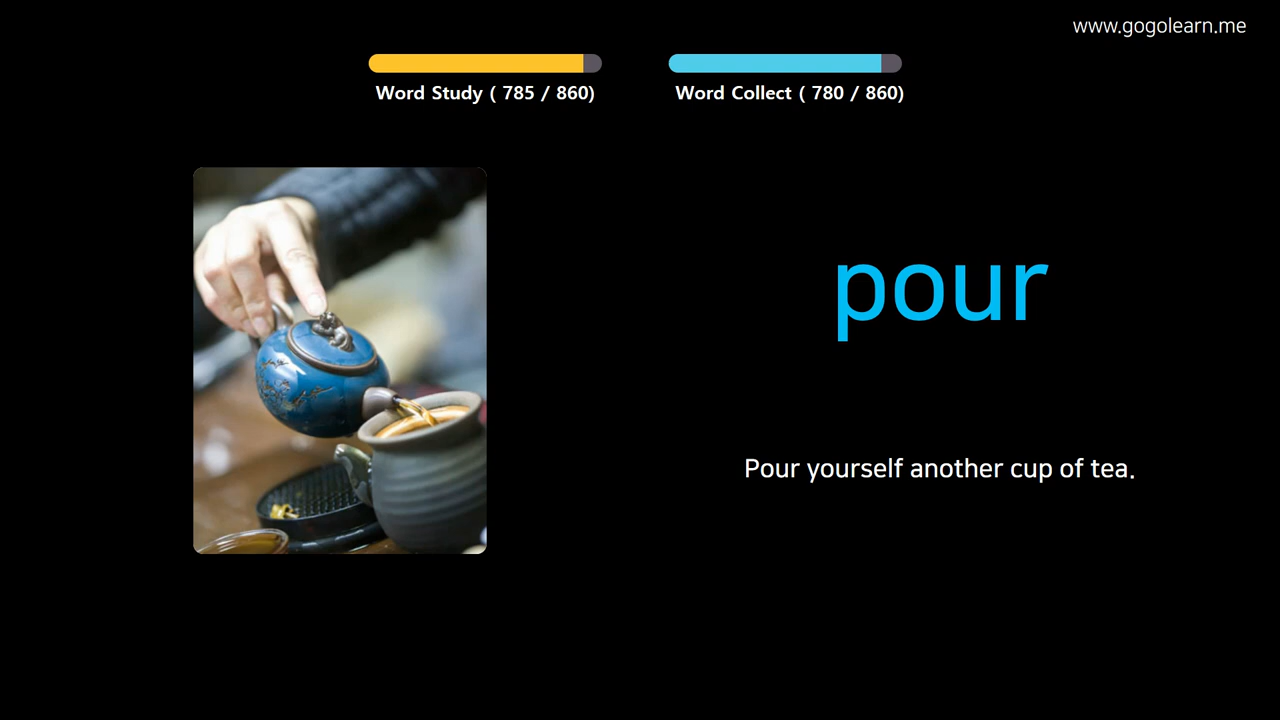 www.gogolearn.me
Word Study ( 785 / 860)
Word Collect ( 780 / 860)
pour
Pour yourself another cup of tea.